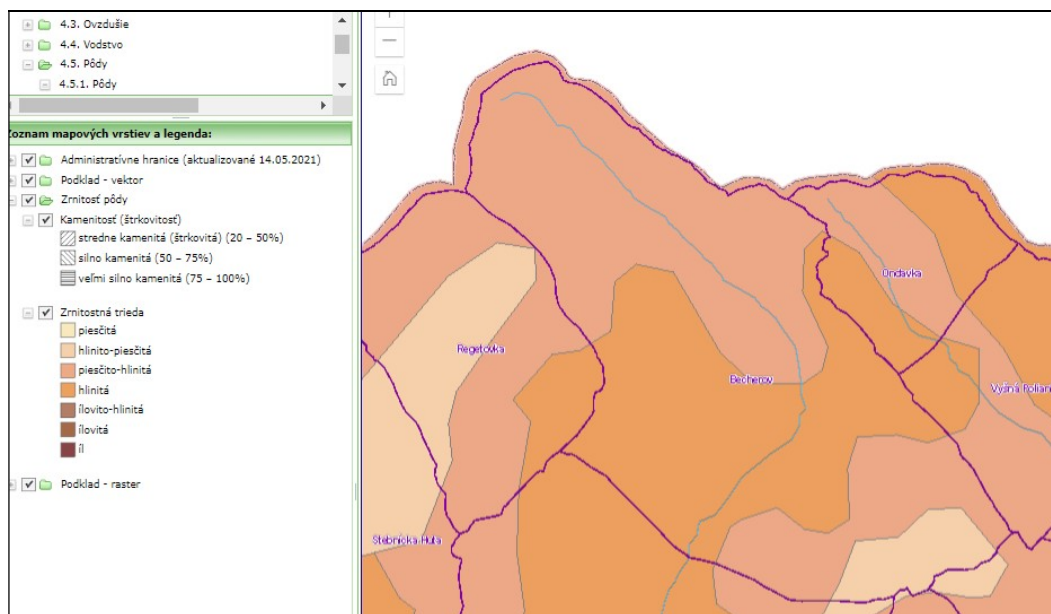 4.3. Ovzdušie
4.4. Vodstvo
4.5. Pôdy
4.5.1. Pôdy
Zoznam mapových vrstiev a legenda:
Administratívne hranice (aktualizované 14.05.2021)
Podklad - vektor
Zrnitosť pôdy
Kamenitosť (štrkovitosť)
stredne kamenitá (štrkovitá) (20 – 50%)
silno kamenitá (50 – 75%)
veľmi silno kamenitá (75 – 100%)
Zrnitostná trieda
piesčitá
hlinito-piesčitá
piesčito-hlinitá
hlinitá
ílovito-hlinitá
ílovitá
íl
Podklad - raster
Ondavka
Regetovka
Becherov
Vyšná Polian
Stebnícka Huta